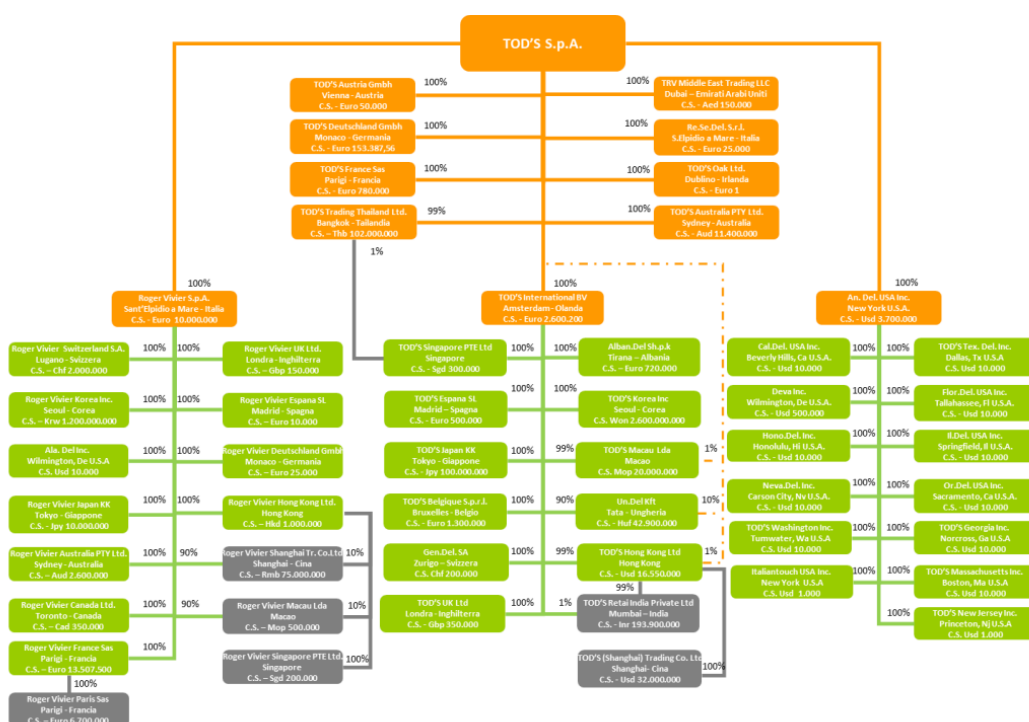 TOD'S S.p.A.
TOD'S Austria Gmbh
Vienna - Austria
C.S. - Euro 50.000
100%
100%
TRV Middle East Trading LLC
Dubai – Emirati Arabi Uniti
C.S. - Aed 150.000
TOD'S Deutschland Gmbh
Monaco - Germania
C.S. - Euro 153.387,56
100%
100%
Re.Se.Del. S.r.l.
S.Elpidio a Mare - Italia
C.S. - Euro 25.000
TOD'S France Sas
Parigi - Francia
C.S. - Euro 780.000
100%
100%
TOD'S Oak Ltd.
Dublino - Irlanda
C.S. - Euro 1
TOD'S Trading Thailand Ltd.
Bangkok - Tailandia
C.S. – Thb 102.000.000
99%
100%
TOD'S Australia PTY Ltd.
Sydney - Australia
C.S. - Aud 11.400.000
1%
100%
Roger Vivier S.p.A.
Sant'Elpidio a Mare - Italia
C.S. - Euro 10.000.000
100%
TOD'S International BV
Amsterdam - Olanda
C.S. - Euro 2.600.200
100%
An. Del. USA Inc.
New York U.S.A.
C.S. - Usd 3.700.000
Roger Vivier Switzerland S.A.
Lugano - Svizzera
C.S. – Chf 2.000.000
100%
100%
Roger Vivier UK Ltd.
Londra - Inghilterra
C.S. – Gbp 150.000
Roger Vivier Korea Inc.
Seoul - Corea
C.S. – Krw 1.200.000.000
100%
100%
Roger Vivier Espana SL
Madrid - Spagna
C.S. – Euro 10.000
Ala. Del Inc.
Wilmington, De U.S.A
C.S. Usd 10.000
100%
100%
Roger Vivier Deutschland Gmbh
Monaco - Germania
C.S. – Euro 25.000
Roger Vivier Japan KK
Tokyo - Giappone
C.S. - Jpy 10.000.000
100%
100%
Roger Vivier Hong Kong Ltd.
Hong Kong
C.S. – Hkd 1.000.000
Roger Vivier Australia PTY Ltd.
Sydney - Australia
C.S. – Aud 2.600.000
100%
90%
Roger Vivier Shanghai Tr. Co.Ltd
Shanghai - Cina
C.S. – Rmb 75.000.000
10%
Roger Vivier Canada Ltd.
Toronto - Canada
C.S. – Cad 350.000
100%
90%
Roger Vivier Macau Lda
Macao
C.S. – Mop 500.000
10%
Roger Vivier France Sas
Parigi - Francia
C.S. – Euro 13.507.500
100%
Roger Vivier Singapore PTE Ltd.
Singapore
C.S. – Sgd 200.000
100%
100%
Roger Vivier Paris Sas
Parigi - Francia
C.S. – Euro 6.700.000
TOD'S Singapore PTE Ltd
Singapore
C.S. - Sgd 300.000
100%
100%
Alban.Del Sh.p.k
Tirana – Albania
C.S. – Euro 720.000
TOD'S Espana SL
Madrid – Spagna
C.S. - Euro 500.000
100%
100%
TOD'S Korea Inc
Seoul - Corea
C.S. Won 2.600.000.000
TOD'S Japan KK
Tokyo - Giappone
C.S. - Jpy 100.000.000
100%
99%
TOD'S Macau Lda
Macao
C.S. Mop 20.000.000
1%
TOD'S Belgique S.p.r.l.
Bruxelles - Belgio
C.S. - Euro 1.300.000
100%
90%
Un.Del Kft
Tata - Ungheria
C.S. - Huf 42.900.000
10%
Gen.Del. SA
Zurigo – Svizzera
C.S. Chf 200.000
100%
99%
TOD'S Hong Kong Ltd
Hong Kong
C.S. - Usd 16.550.000
1%
99%
TOD'S UK Ltd
Londra - Inghilterra
C.S. - Gbp 350.000
100%
1%
TOD'S Retai India Private Ltd
Mumbai – India
C.S. - Inr 193.900.000
TOD'S (Shanghai) Trading Co. Ltd
Shanghai- Cina
C.S. - Usd 32.000.000
100%
Cal.Del. USA Inc.
Beverly Hills, Ca U.S.A.
C.S. - Usd 10.000
100%
100%
TOD'S Tex. Del. Inc.
Dallas, Tx U.S.A
C.S. Usd 10.000
Deva Inc.
Wilmington, De U.S.A.
C.S. - Usd 500.000
100%
100%
Flor.Del. USA Inc.
Tallahassee, Fl U.S.A.
C.S. - Usd 10.000
Hono.Del. Inc.
Honolulu, Hi U.S.A.
C.S. - Usd 10.000
100%
100%
Il.Del. USA Inc.
Springfield, Il U.S.A.
C.S. - Usd 10.000
Neva.Del. Inc.
Carson City, Nv U.S.A.
C.S. - Usd 10.000
100%
100%
Or.Del. USA Inc.
Sacramento, Ca U.S.A.
C.S. - Usd 10.000
TOD'S Washington Inc.
Tumwater, Wa U.S.A
C.S. Usd 10.000
100%
100%
TOD'S Georgia Inc.
Norcross, Ga U.S.A
C.S. Usd 10.000
Italiantouch USA Inc.
New York U.S.A
C.S. Usd 1.000
100%
100%
TOD'S Massachusetts Inc.
Boston, Ma U.S.A
C.S. Usd 10.000
100%
TOD'S New Jersey Inc.
Princeton, Nj U.S.A
C.S. Usd 1.000